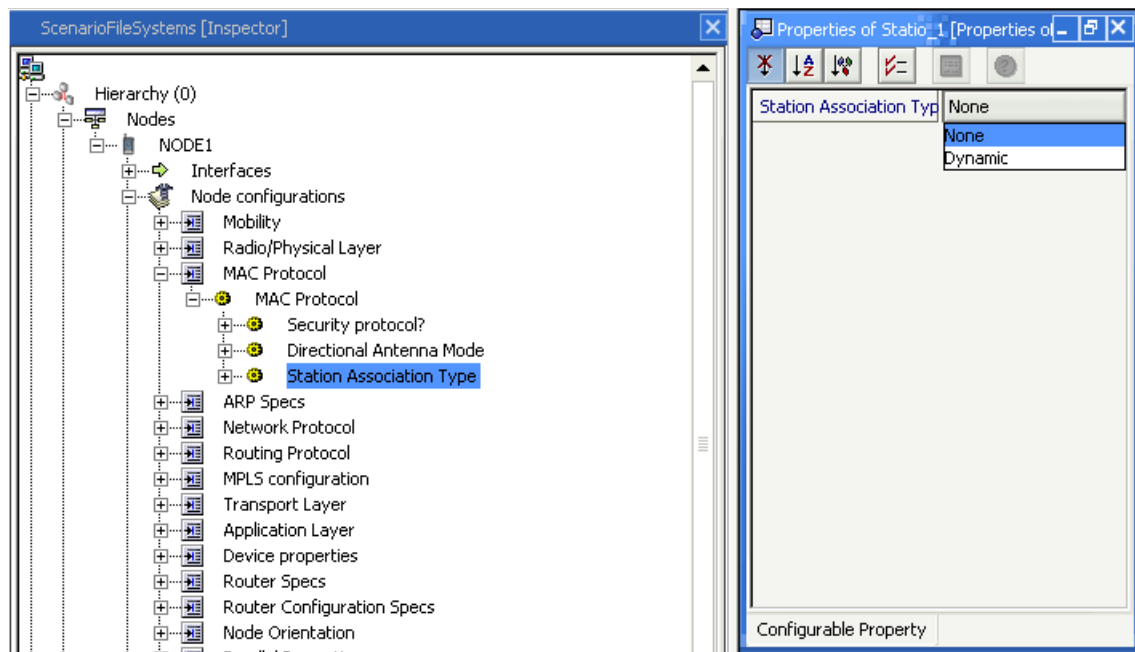 ScenarioFileSystems [Inspector]
Hierarchy (0)
Nodes
NODE1
Interfaces
Node configurations
Mobility
Radio/Physical Layer
MAC Protocol
MAC Protocol
Security protocol?
Directional Antenna Mode
Station Association Type
ARP Specs
Network Protocol
Routing Protocol
MPLS configuration
Transport Layer
Application Layer
Device properties
Router Specs
Router Configuration Specs
Node Orientation
Properties of Statio_1 [Properties of
Station Association Typ None
None
Dynamic
Configurable Property